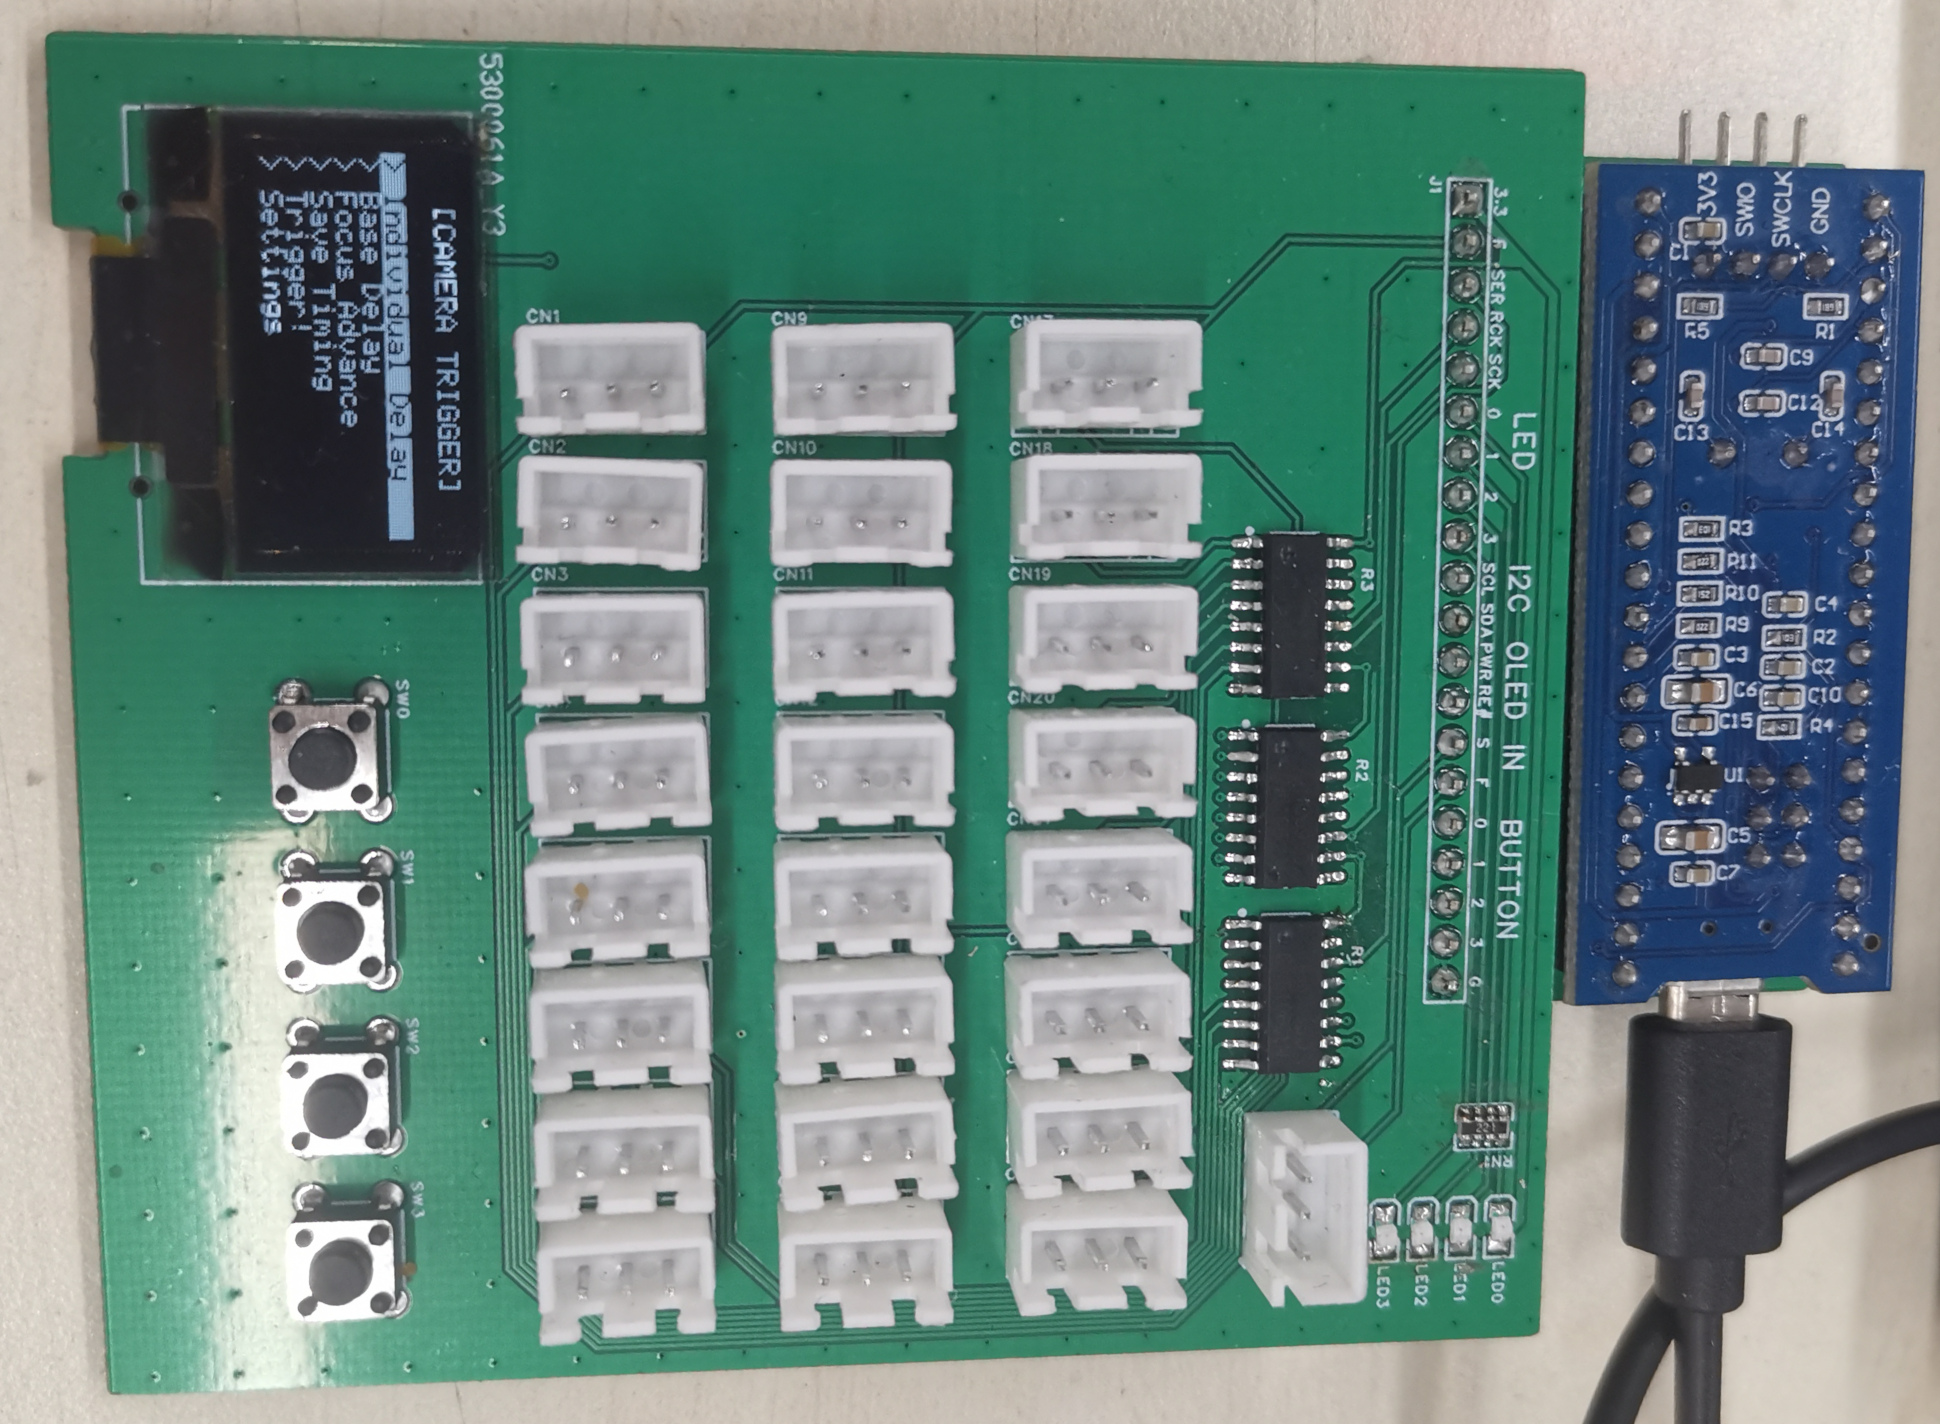 5300061A Y3
[CAMERA TRIGGER]
> Individual Delay
> Base Delay
> Focus Advance
> Save Timing
> Trigger!
> Settings
SW0
SW1
SW2
SW3
CN1
CN2
CN3
CN9
CN10
CN11
CN18
CN19
CN20
R3
R2
R1
J1
3.3 F SER RCK SCK 0 1 2 3 SCL SDA PWR REF S F 0 1 2 3 G
LED I2C OLED IN BUTTON
221
LED3
LED2
LED1
LED0
3V3
SWIO
SWCLK
GND
C1
R5
R1
C9
C12
C13
C14
R3
R11
R10
R9
C4
R2
C3
C2
C6
C10
C15
R4
U1
C5
C7